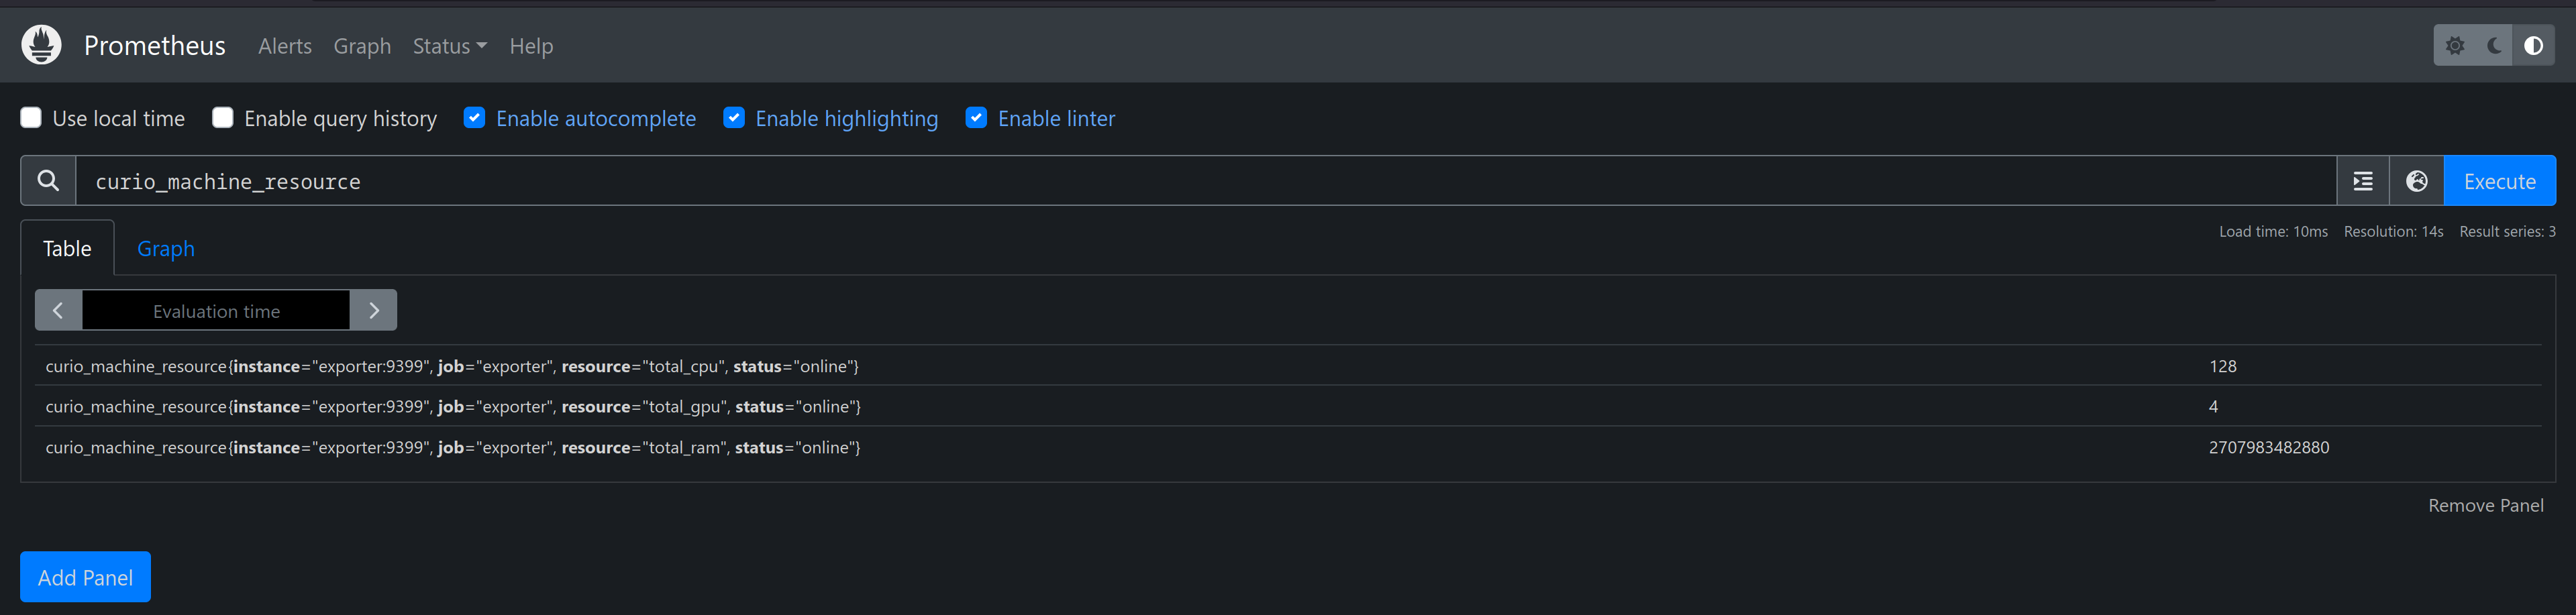 Prometheus Alerts Graph Status Help
Use local time Enable query history Enable autocomplete Enable highlighting Enable linter
curio_machine_resource Execute
Table Graph Load time: 10ms Resolution: 14s Result series: 3
Evaluation time
curio_machine_resource{instance="exporter:9399", job="exporter", resource="total_cpu", status="online"} 128
curio_machine_resource{instance="exporter:9399", job="exporter", resource="total_gpu", status="online"} 4
curio_machine_resource{instance="exporter:9399", job="exporter", resource="total_ram", status="online"} 2707983482880
Remove Panel
Add Panel